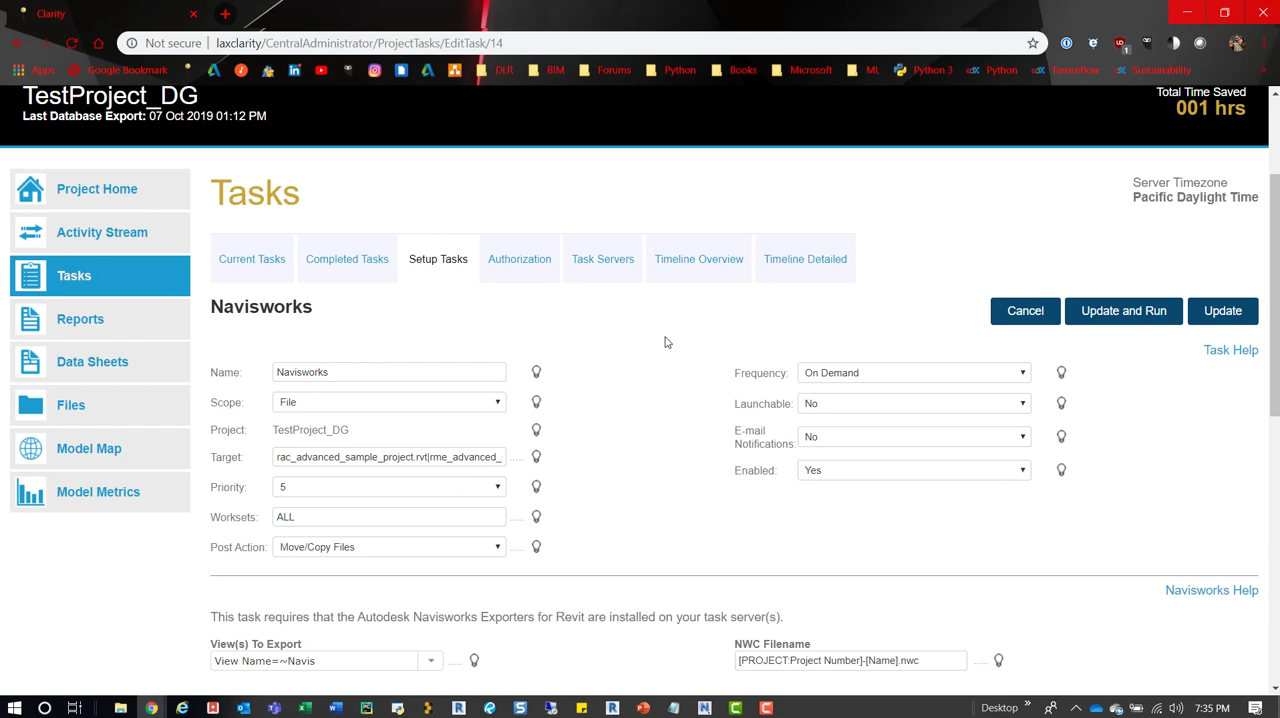 Clarity
Not secure | laxclarity/CentralAdministrator/ProjectTasks/EditTask/14
Apps Google Bookmark DLR BIM Forums Python Books Microsoft ML Python 3 Python Tensorflow Sustainability
TestProject_DG
Last Database Export: 07 Oct 2019 01:12 PM
Total Time Saved
001 hrs
Project Home
Activity Stream
Tasks
Reports
Data Sheets
Files
Model Map
Model Metrics
Tasks
Server Timezone
Pacific Daylight Time
Current Tasks Completed Tasks Setup Tasks Authorization Task Servers Timeline Overview Timeline Detailed
Navisworks
Cancel Update and Run Update
Task Help
Name: Navisworks
Scope: File
Project: TestProject_DG
Target: rac_advanced_sample_project.rvt|rme_advanced_ .....
Priority: 5
Worksets: ALL .....
Post Action: Move/Copy Files .....
Frequency: On Demand
Launchable: No
E-mail
Notifications: No
Enabled: Yes
Navisworks Help
This task requires that the Autodesk Navisworks Exporters for Revit are installed on your task server(s).
View(s) To Export
View Name=~Navis .....
NWC Filename
[PROJECT:Project Number]-[Name].nwc .....
Desktop 7:35 PM